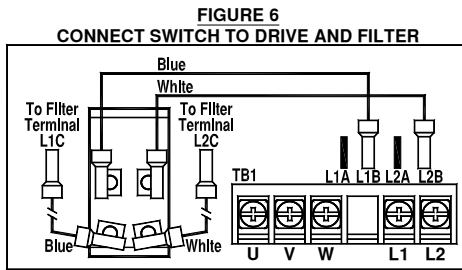 FIGURE 6
CONNECT SWITCH TO DRIVE AND FILTER
Blue
White
To Filter
Terminal
L1C
To Filter
Terminal
L2C
TB1
L1A L1B L2A L2B
Blue
White
U V W L1 L2